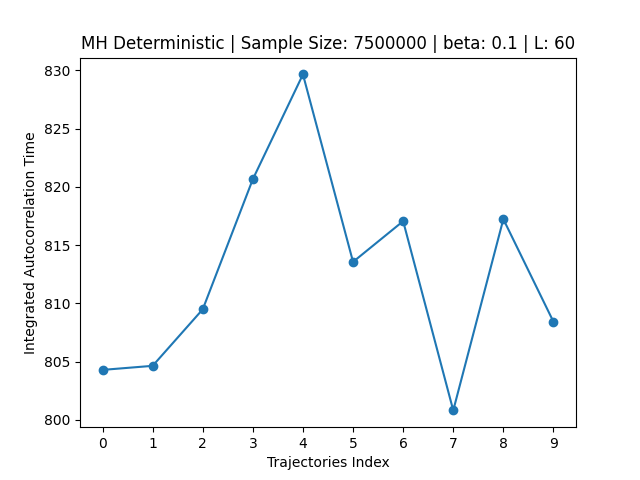 MH Deterministic | Sample Size: 7500000 | beta: 0.1 | L: 60
Integrated Autocorrelation Time
830
825
820
815
810
805
800
0 1 2 3 4 5 6 7 8 9
Trajectories Index